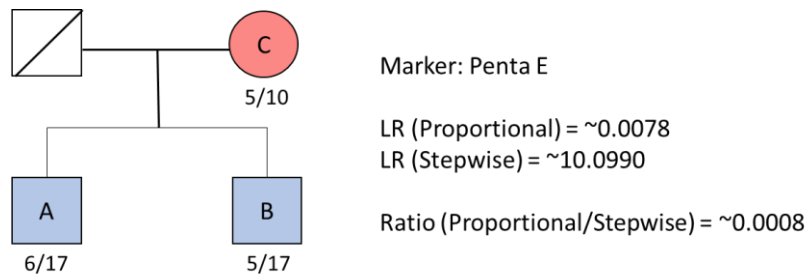 C
5/10
A
B
6/17
5/17
Marker: Penta E
LR (Proportional) = ~0.0078
LR (Stepwise) = ~10.0990
Ratio (Proportional/Stepwise) = ~0.0008